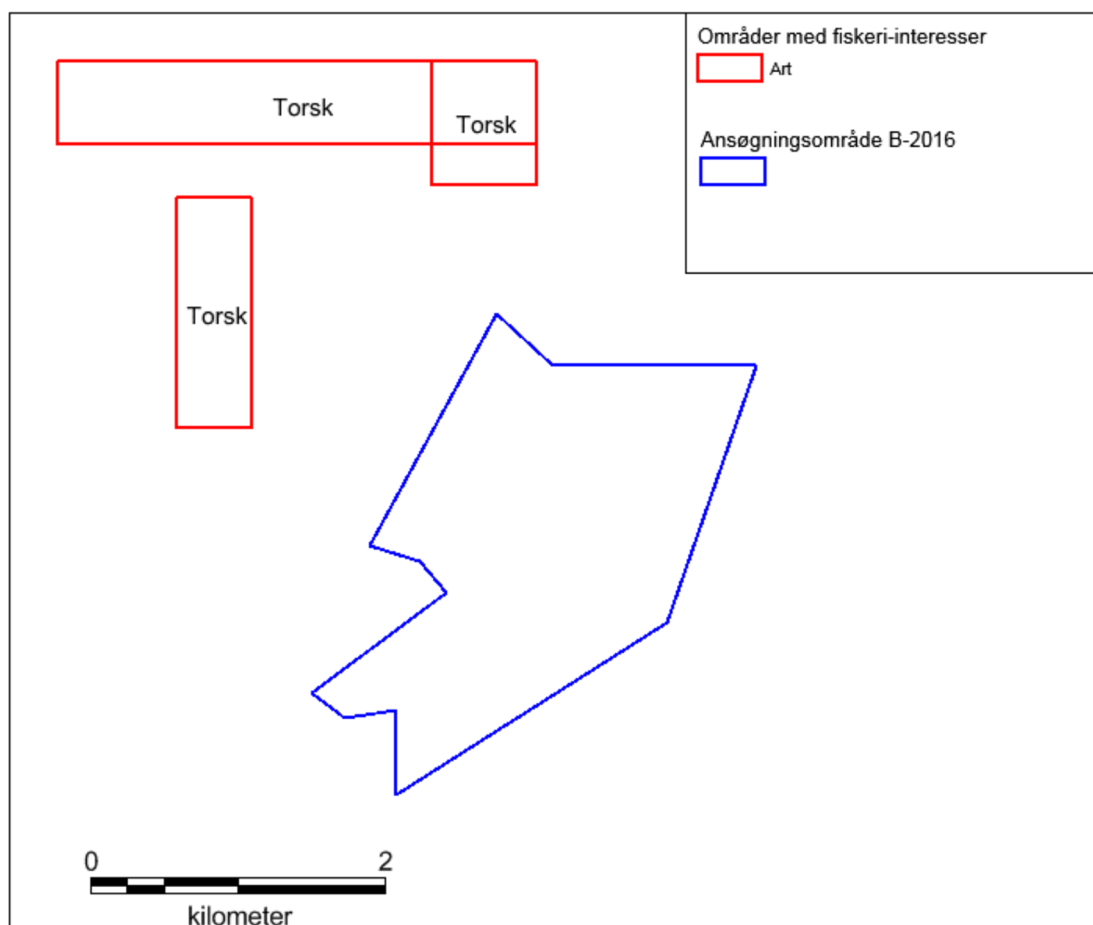 Områder med fiskeri-interesser
Art
Ansøgningsområde B-2016
Torsk
Torsk
Torsk
0 2
kilometer